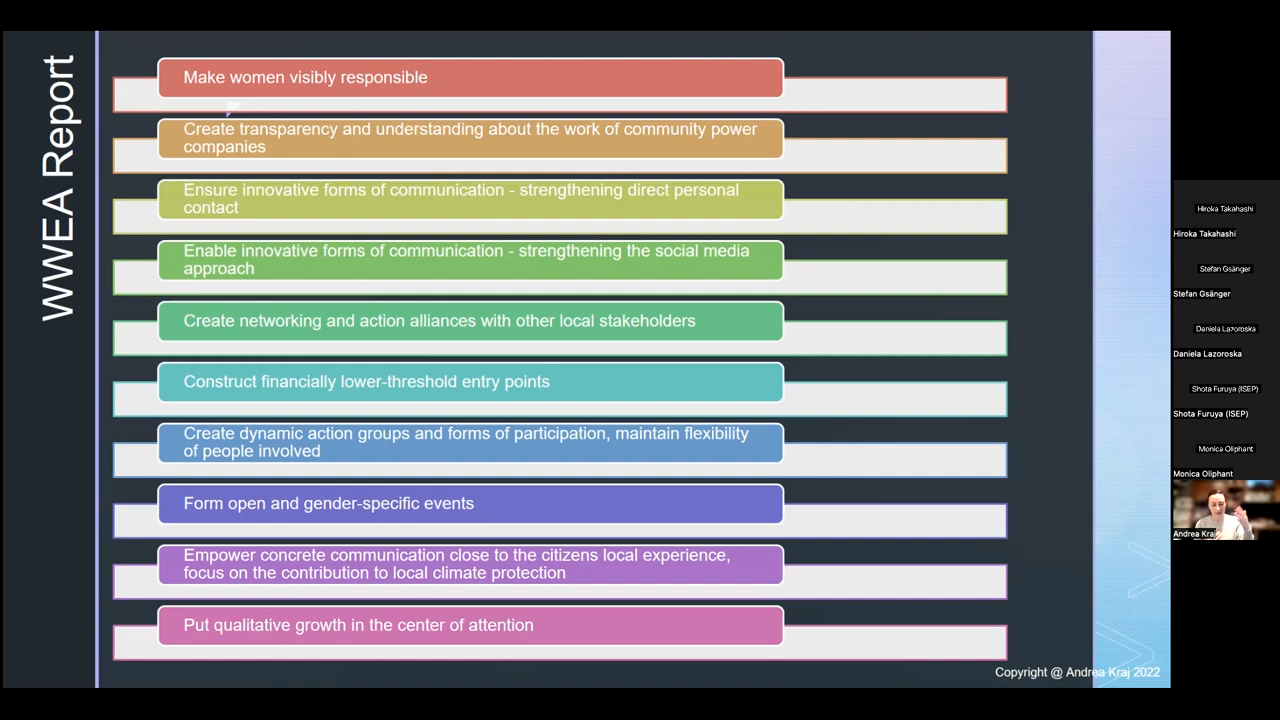 WWEA Report
Make women visibly responsible
Create transparency and understanding about the work of community power
companies
Ensure innovative forms of communication - strengthening direct personal
contact
Enable innovative forms of communication - strengthening the social media
approach
Create networking and action alliances with other local stakeholders
Construct financially lower-threshold entry points
Create dynamic action groups and forms of participation, maintain flexibility
of people involved
Form open and gender-specific events
Empower concrete communication close to the citizens local experience,
focus on the contribution to local climate protection
Put qualitative growth in the center of attention
Copyright @ Andrea Kraj 2022
Hiroka Takahashi
Hiroka Takahashi
Stefan Gsänger
Stefan Gsänger
Daniela Lazoroska
Daniela Lazoroska
Shota Furuya (ISEP)
Shota Furuya (ISEP)
Monica Oliphant
Monica Oliphant
Andrea Kraj